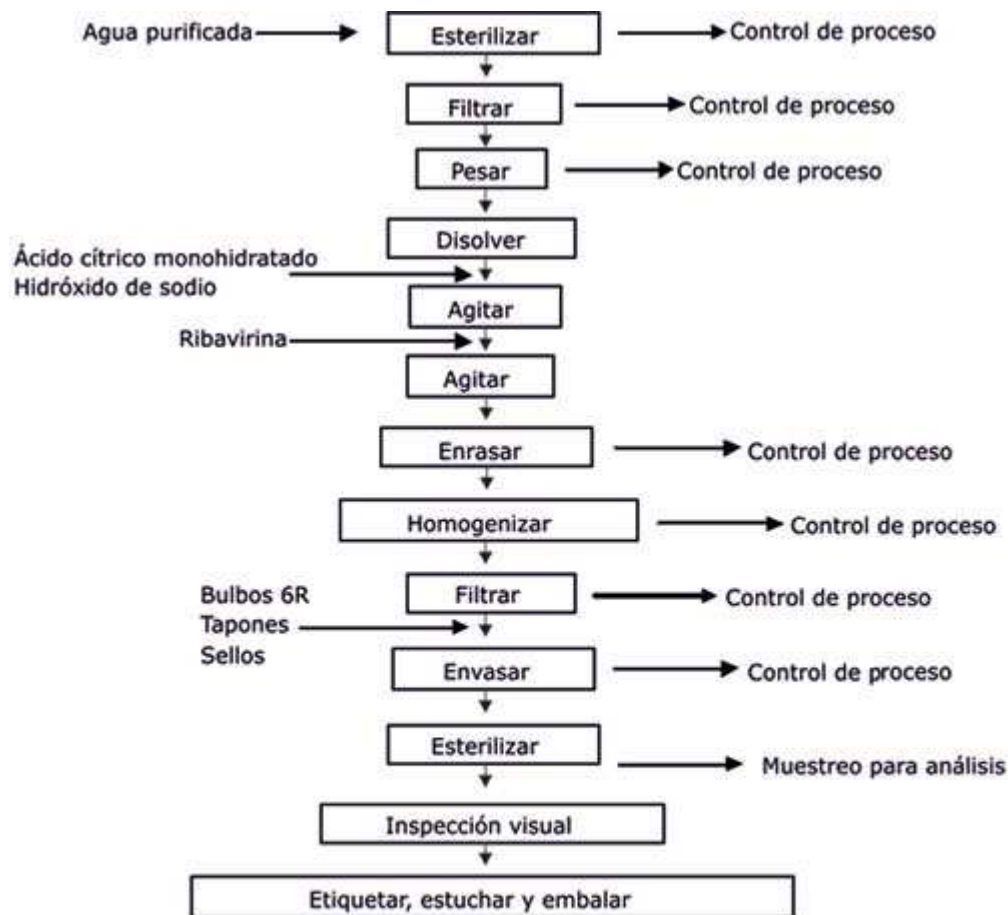 Agua purificada
Esterilizar
Control de proceso
Filtrar
Control de proceso
Pesar
Control de proceso
Disolver
Ácido cítrico monohidratado
Hidróxido de sodio
Agitar
Ribavirina
Agitar
Enrasar
Control de proceso
Homogenizar
Control de proceso
Bulbos 6R
Tapones
Sellos
Filtrar
Control de proceso
Envasar
Control de proceso
Esterilizar
Muestreo para análisis
Inspección visual
Etiquetar, estuchar y embalar